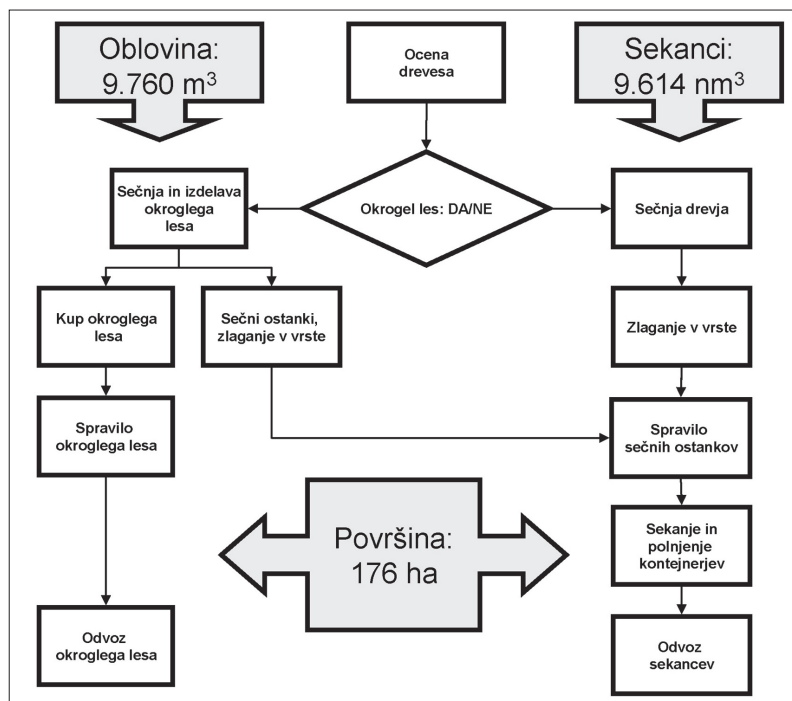 Oblovina:
9.760 m³
Ocena
drevesa
Sekanci:
9.614 nm³
Sečnja in izdelava
okroglega
lesa
Okrogel les: DA/NE
Sečnja drevja
Kup okroglega
lesa
Sečni ostanki,
zlaganje v vrste
Zlaganje v vrste
Spravilo
okroglega lesa
Spravilo
sečnih ostankov
Površina:
176 ha
Sekanje in
polnjenje
kontejnerjev
Odvoz
okroglega lesa
Odvoz
sekancev